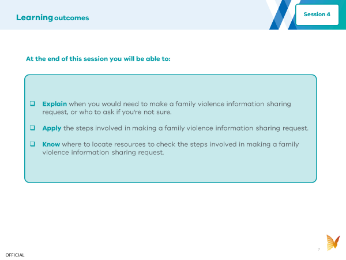 Learning outcomes
Session 6
At the end of this session you will be able to:
❑ Explain when you would need to make a family violence information sharing
request, or who to ask if you're not sure.
❑ Apply the steps involved in making a family violence information sharing request.
❑ Know where to locate resources to check the steps involved in making a family
violence information sharing request.
OFFICIAL